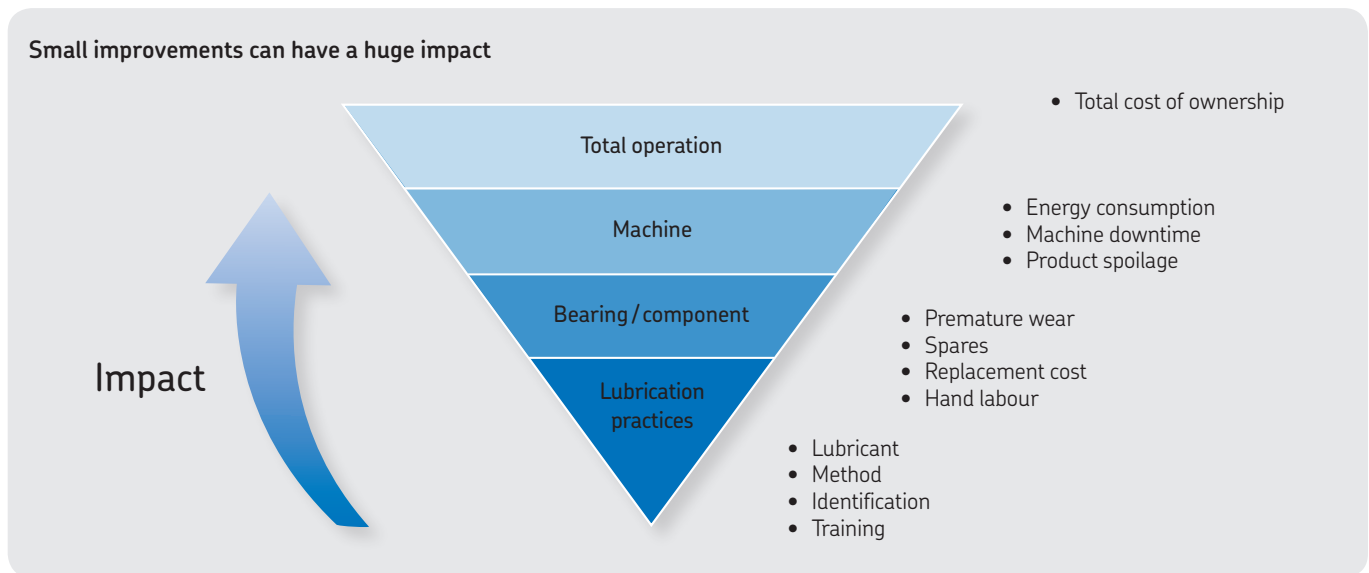 Small improvements can have a huge impact
Total operation
• Total cost of ownership
Machine
• Energy consumption
• Machine downtime
• Product spoilage
Bearing / component
• Premature wear
• Spares
• Replacement cost
• Hand labour
Impact
Lubrication
practices
• Lubricant
• Method
• Identification
• Training